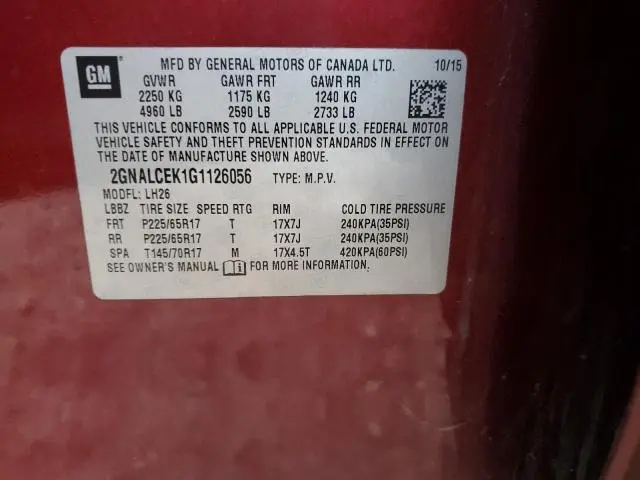 GM
MFD BY GENERAL MOTORS OF CANADA LTD. 10/15
GVWR GAWR FRT GAWR RR
2250 KG 1175 KG 1240 KG
4960 LB 2590 LB 2733 LB
THIS VEHICLE CONFORMS TO ALL APPLICABLE U.S. FEDERAL MOTOR
VEHICLE SAFETY AND THEFT PREVENTION STANDARDS IN EFFECT ON
THE DATE OF MANUFACTURE SHOWN ABOVE.
2GNALCEK1G1126056 TYPE: M.P.V.
MODEL: LH26
LBBZ TIRE SIZE SPEED RTG RIM COLD TIRE PRESSURE
FRT P225/65R17 T 17X7J 240KPA(35PSI)
RR P225/65R17 T 17X7J 240KPA(35PSI)
SPA T145/70R17 M 17X4.5T 420KPA(60PSI)
SEE OWNER'S MANUAL FOR MORE INFORMATION.